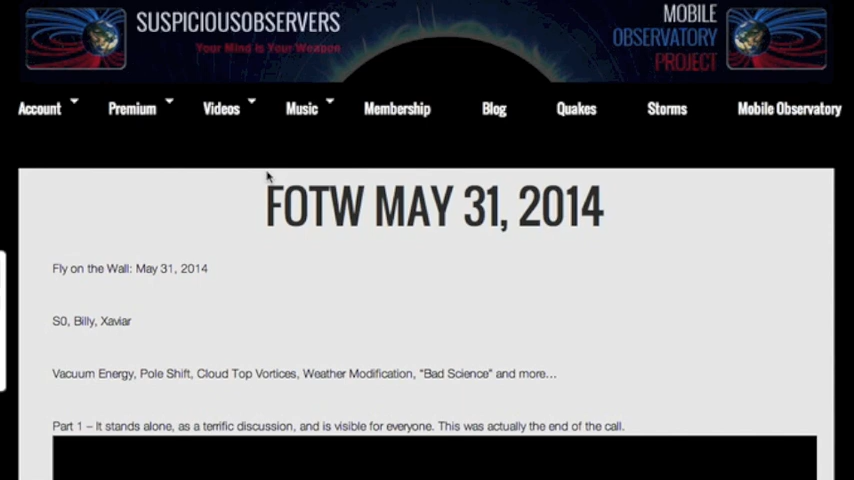 SUSPICIOUSOBSERVERS
Your Mind is Your Weapon
MOBILE
OBSERVATORY
PROJECT
Account Premium Videos Music Membership Blog Quakes Storms Mobile Observatory
FOTW MAY 31, 2014
Fly on the Wall: May 31, 2014
S0, Billy, Xaviar
Vacuum Energy, Pole Shift, Cloud Top Vortices, Weather Modification, "Bad Science" and more...
Part 1 – It stands alone, as a terrific discussion, and is visible for everyone. This was actually the end of the call.